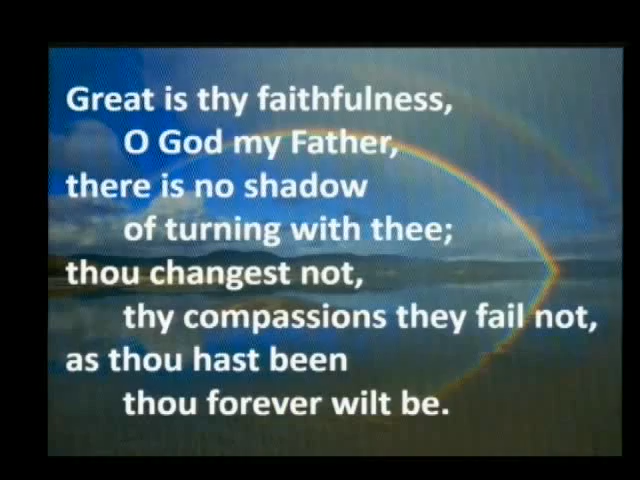 Great is thy faithfulness,
O God my Father,
there is no shadow
of turning with thee;
thou changest not,
thy compassions they fail not,
as thou hast been
thou forever wilt be.